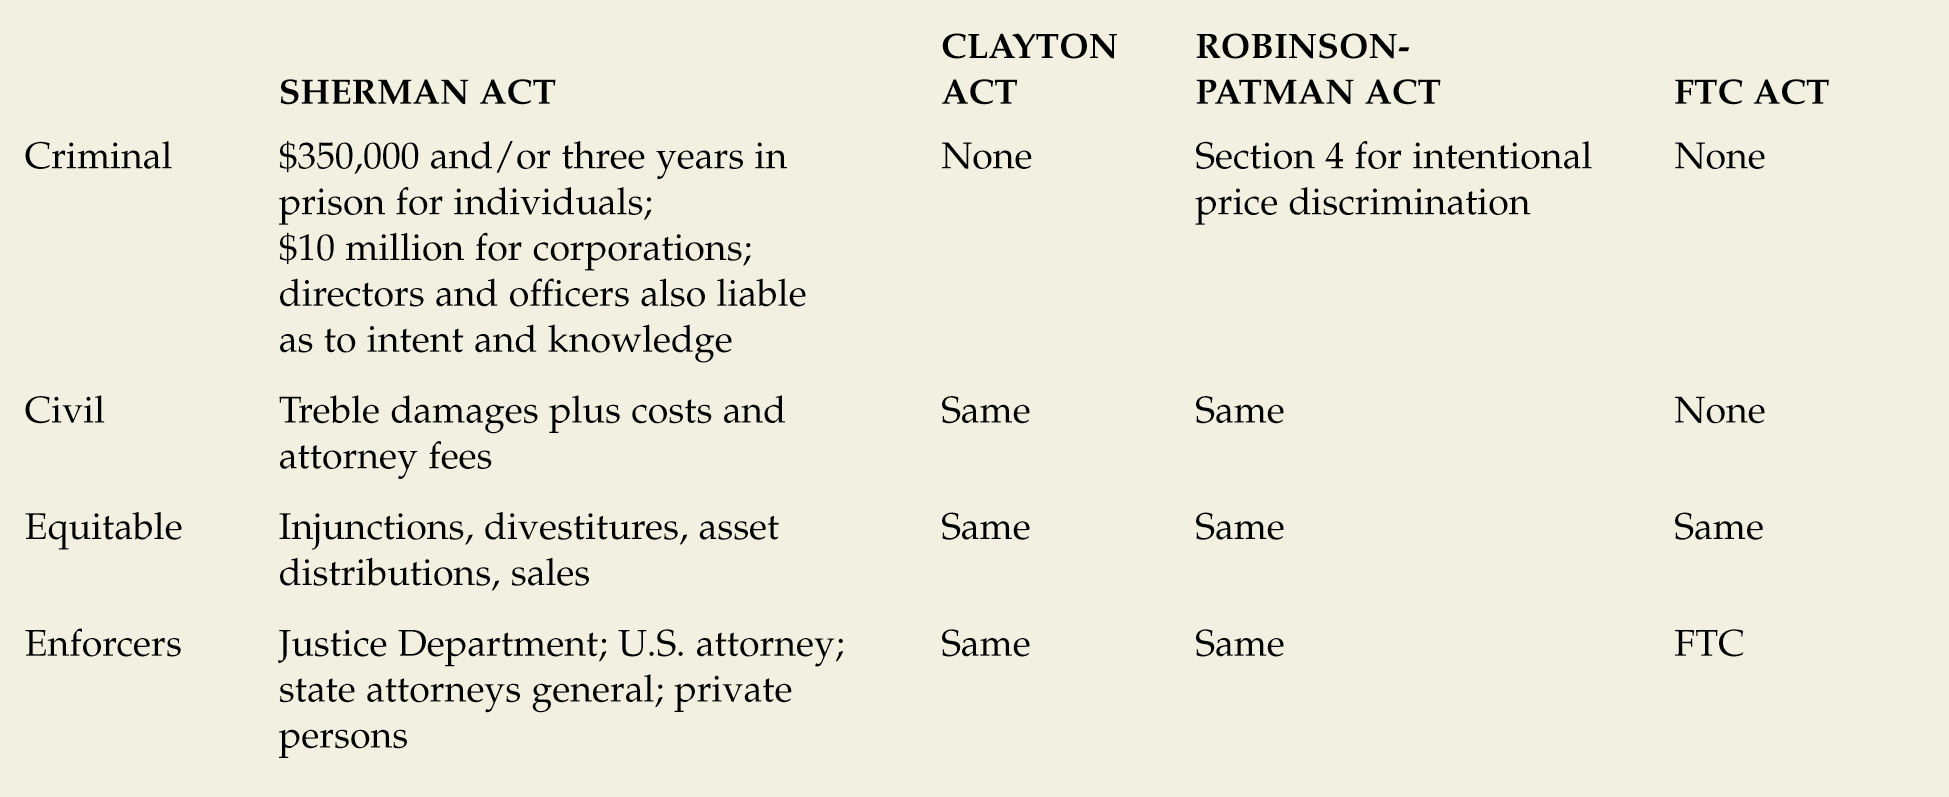 CLAYTON ROBINSON-
SHERMAN ACT ACT PATMAN ACT FTC ACT
Criminal $350,000 and/or three years in None Section 4 for intentional None
prison for individuals; price discrimination
$10 million for corporations;
directors and officers also liable
as to intent and knowledge
Civil Treble damages plus costs and Same Same None
attorney fees
Equitable Injunctions, divestitures, asset Same Same Same
distributions, sales
Enforcers Justice Department; U.S. attorney; Same Same FTC
state attorneys general; private
persons